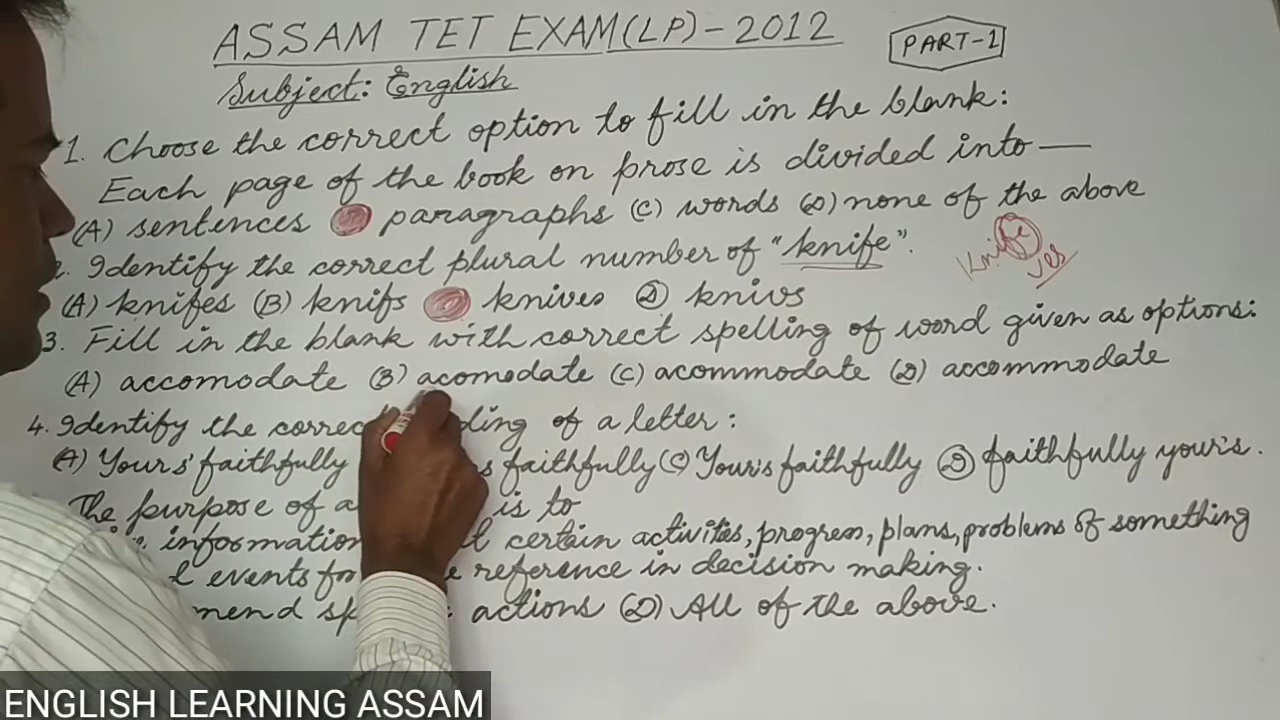 ASSAM TET EXAM(LP)-2012
PART-1
Subject: English
1. Choose the correct option to fill in the blank:
Each page of the book on prose is divided into —
(A) sentences paragraphs (C) words (D) none of the above
2. Identify the correct plural number of "knife".
Knife
ves
(A) knifes (B) knifs knives (D) knivs
3. Fill in the blank with correct spelling of word given as options:
(A) accomodate (B) acomodate (C) acommodate (D) accommodate
4. Identify the correc ding of a letter:
(A) Yours' faithfully s faithfully (C) Your's faithfully (D) faithfully your's.
The purpose of a is to
information certain activities, progress, plans, problems of something
events for reference in decision making.
mend sp actions (D) All of the above.
ENGLISH LEARNING ASSAM